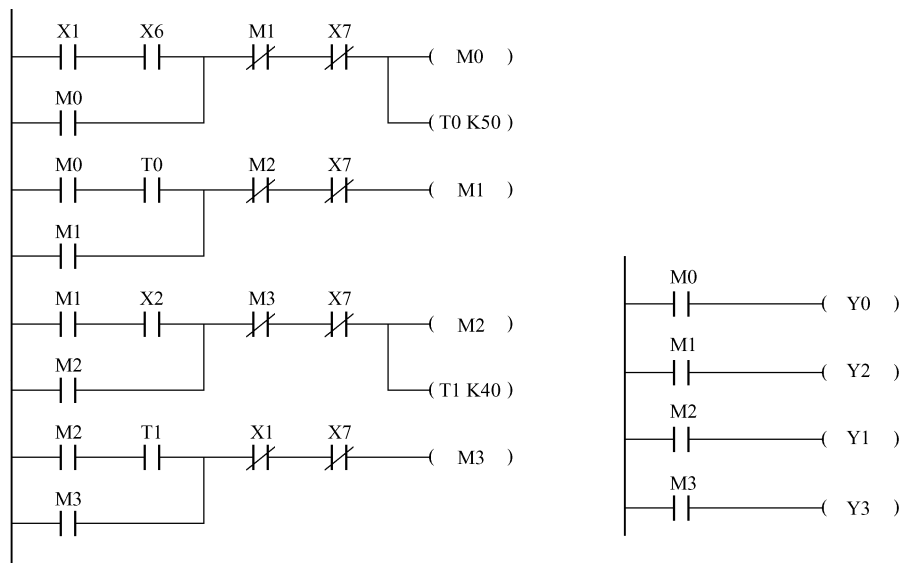 X1 X6 M1 X7
( M0 )
M0
( T0 K50 )
M0 T0 M2 X7
( M1 )
M1
M1 X2 M3 X7
( M2 )
M2
( T1 K40 )
M2 T1 X1 X7
( M3 )
M3
M0
( Y0 )
M1
( Y2 )
M2
( Y1 )
M3
( Y3 )